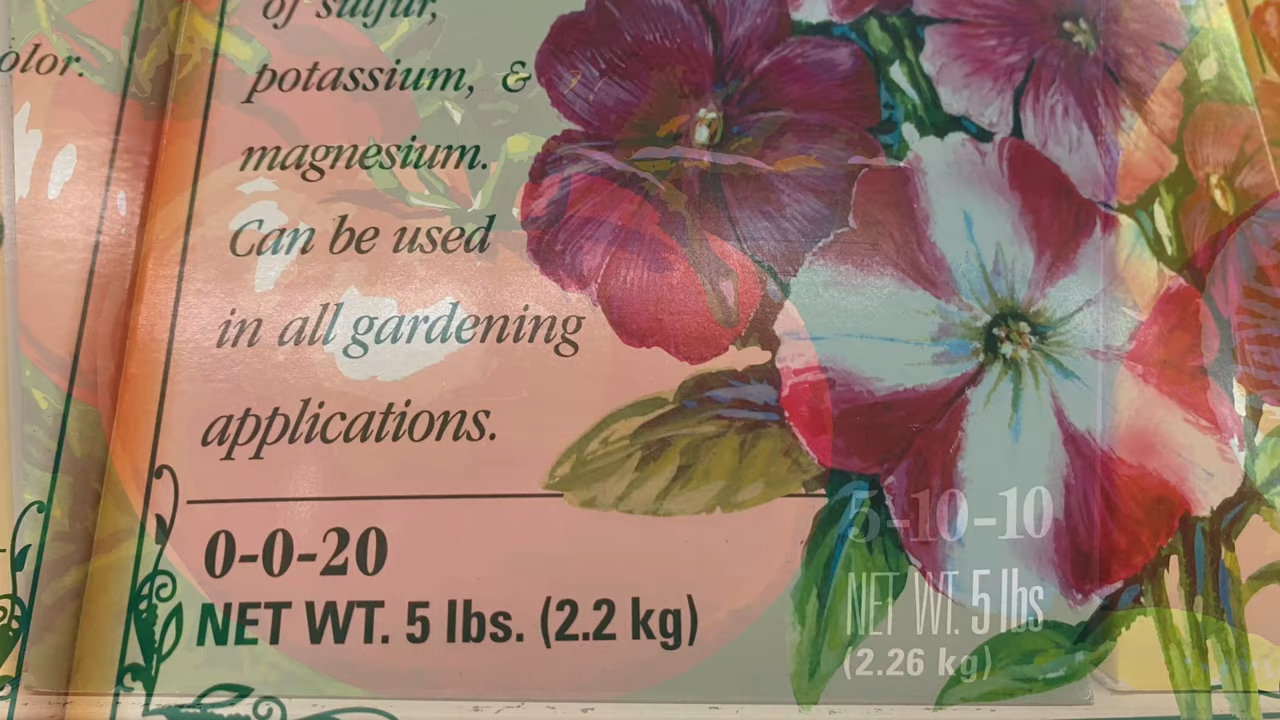 olor.
of sulfur,
potassium, &
magnesium.
Can be used
in all gardening
applications.
0-0-20
NET WT. 5 lbs. (2.2 kg)
5-10-10
NET WT. 5 lbs
(2.26 kg)